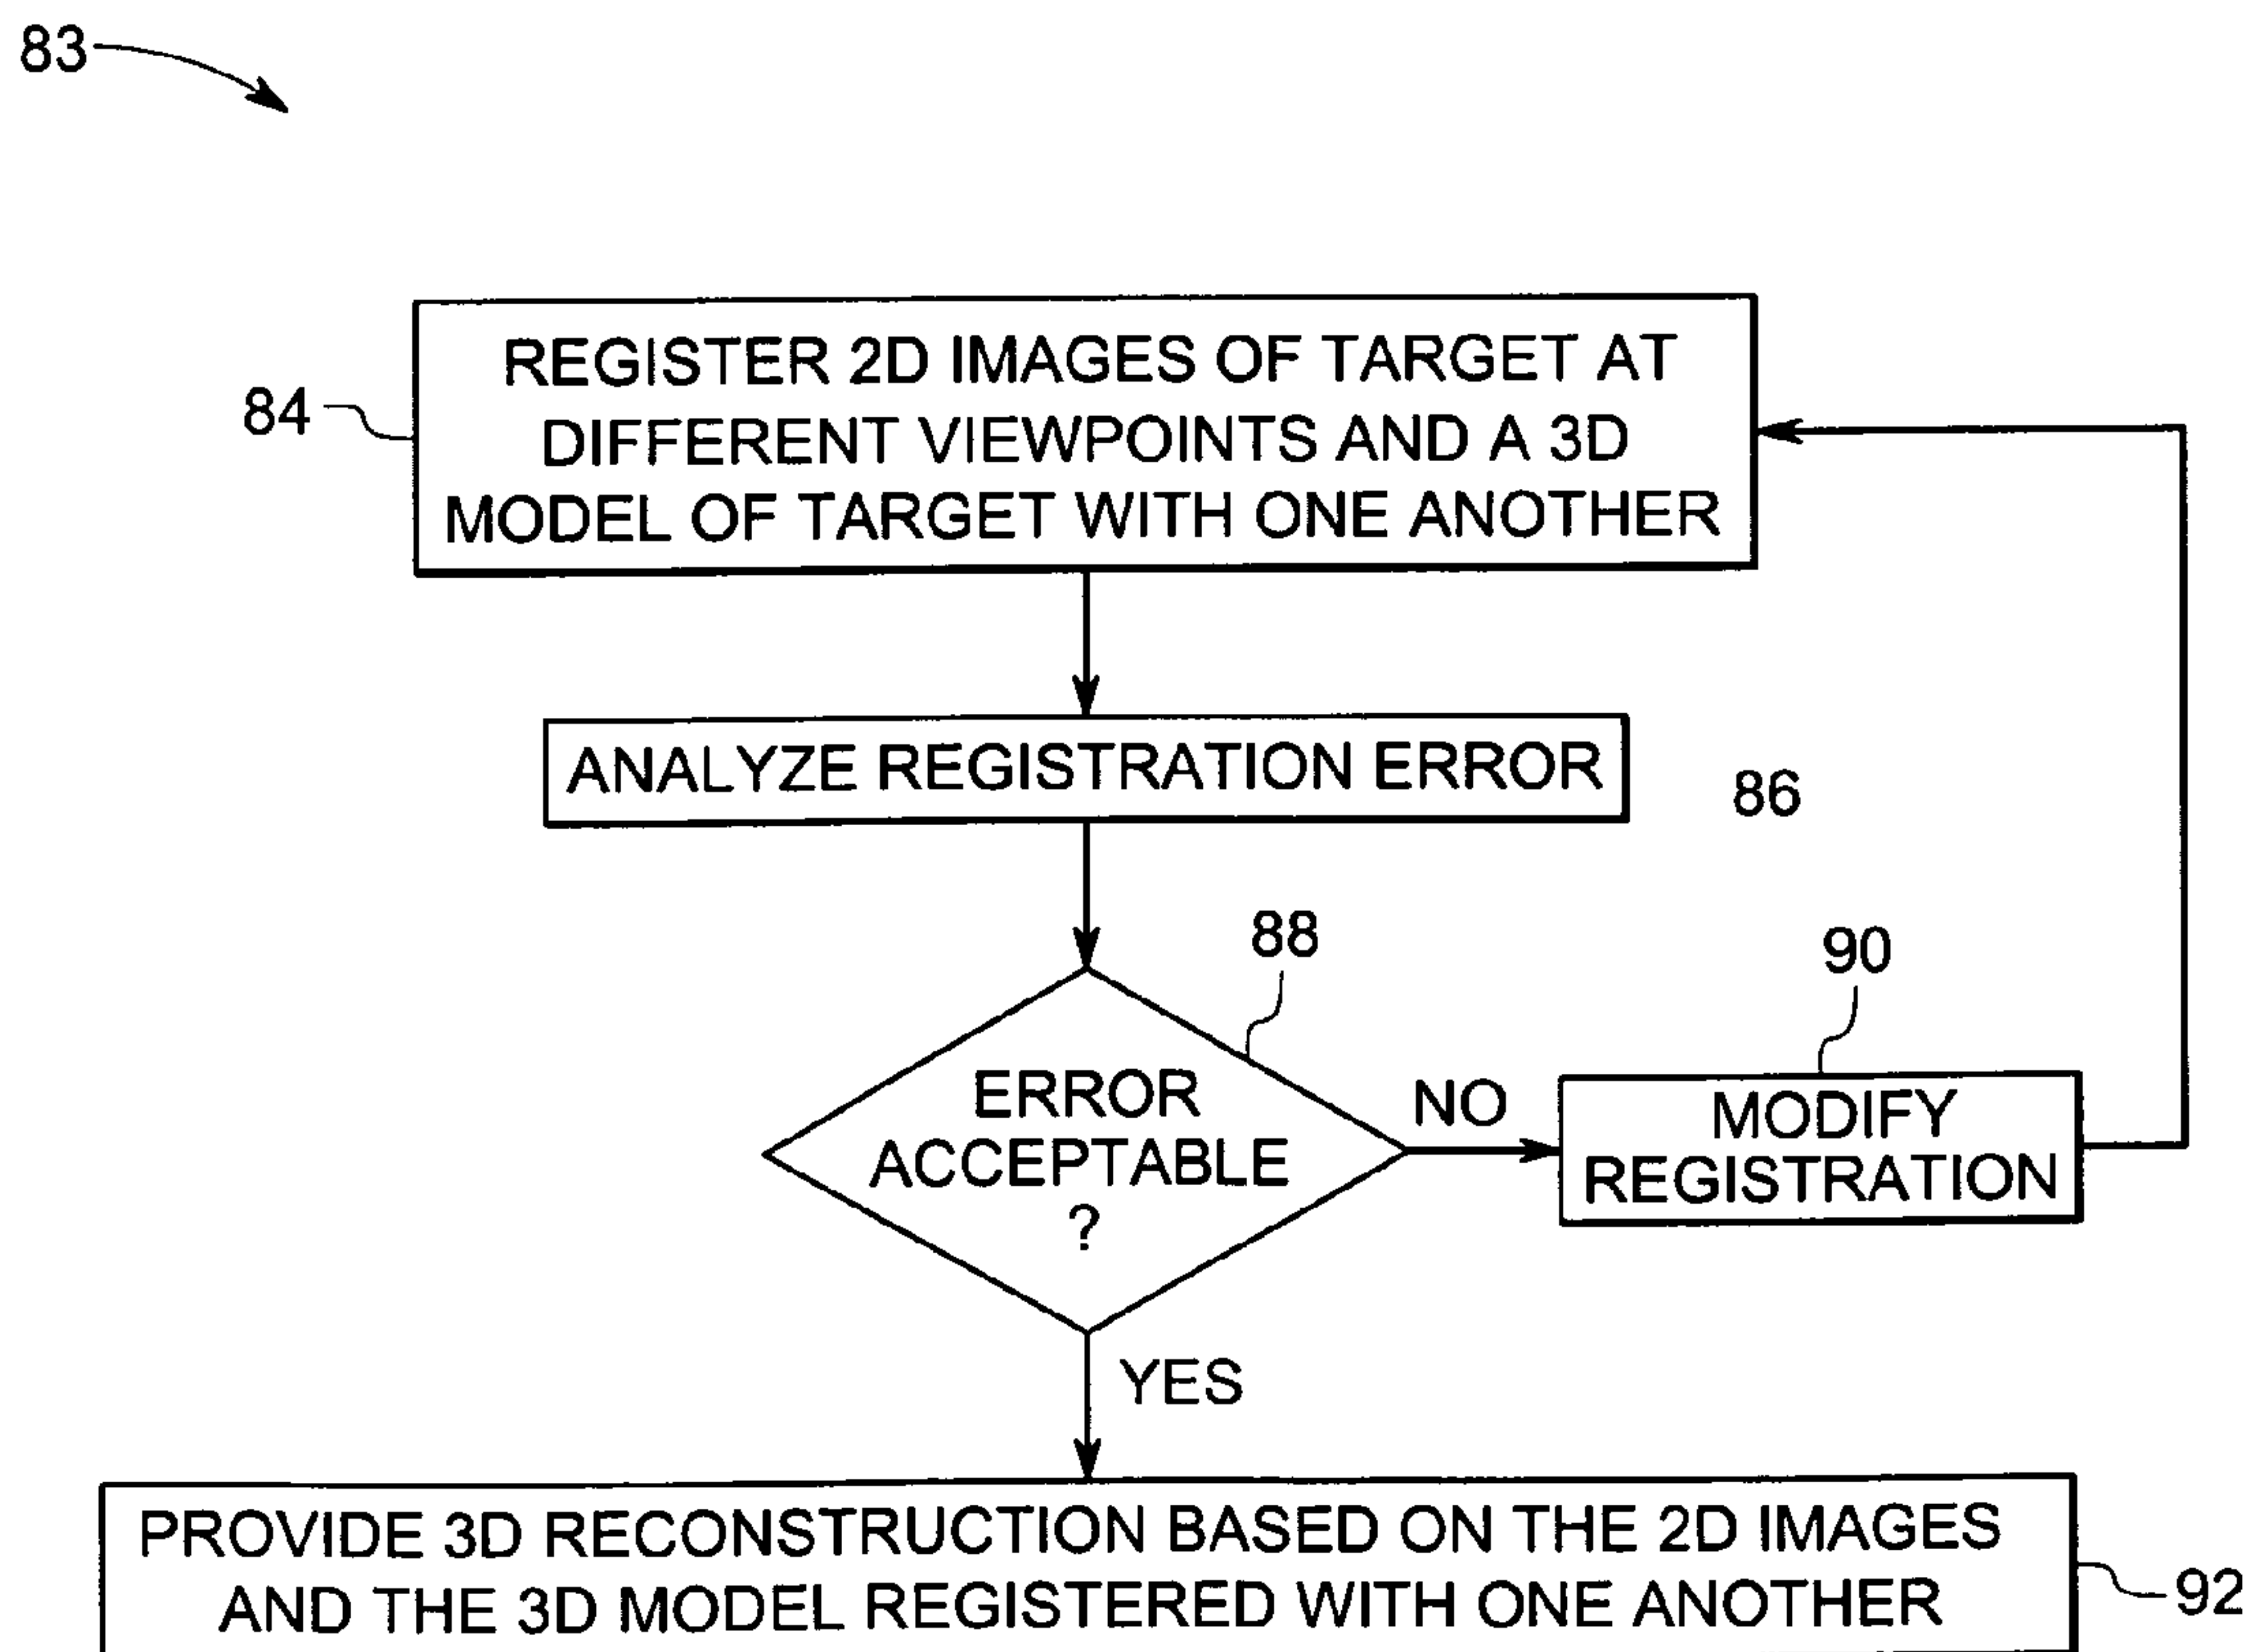 83
84
REGISTER 2D IMAGES OF TARGET AT
DIFFERENT VIEWPOINTS AND A 3D
MODEL OF TARGET WITH ONE ANOTHER
ANALYZE REGISTRATION ERROR
86
88
ERROR
ACCEPTABLE
?
NO
90
MODIFY
REGISTRATION
YES
PROVIDE 3D RECONSTRUCTION BASED ON THE 2D IMAGES
AND THE 3D MODEL REGISTERED WITH ONE ANOTHER
92